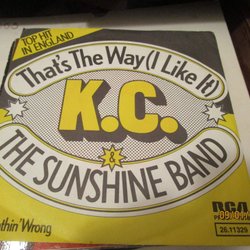 TOP HIT
IN ENGLAND
That's The Way (I Like It)
K.C.
&
THE SUNSHINE BAND
RCA
26.11329
thin' Wrong